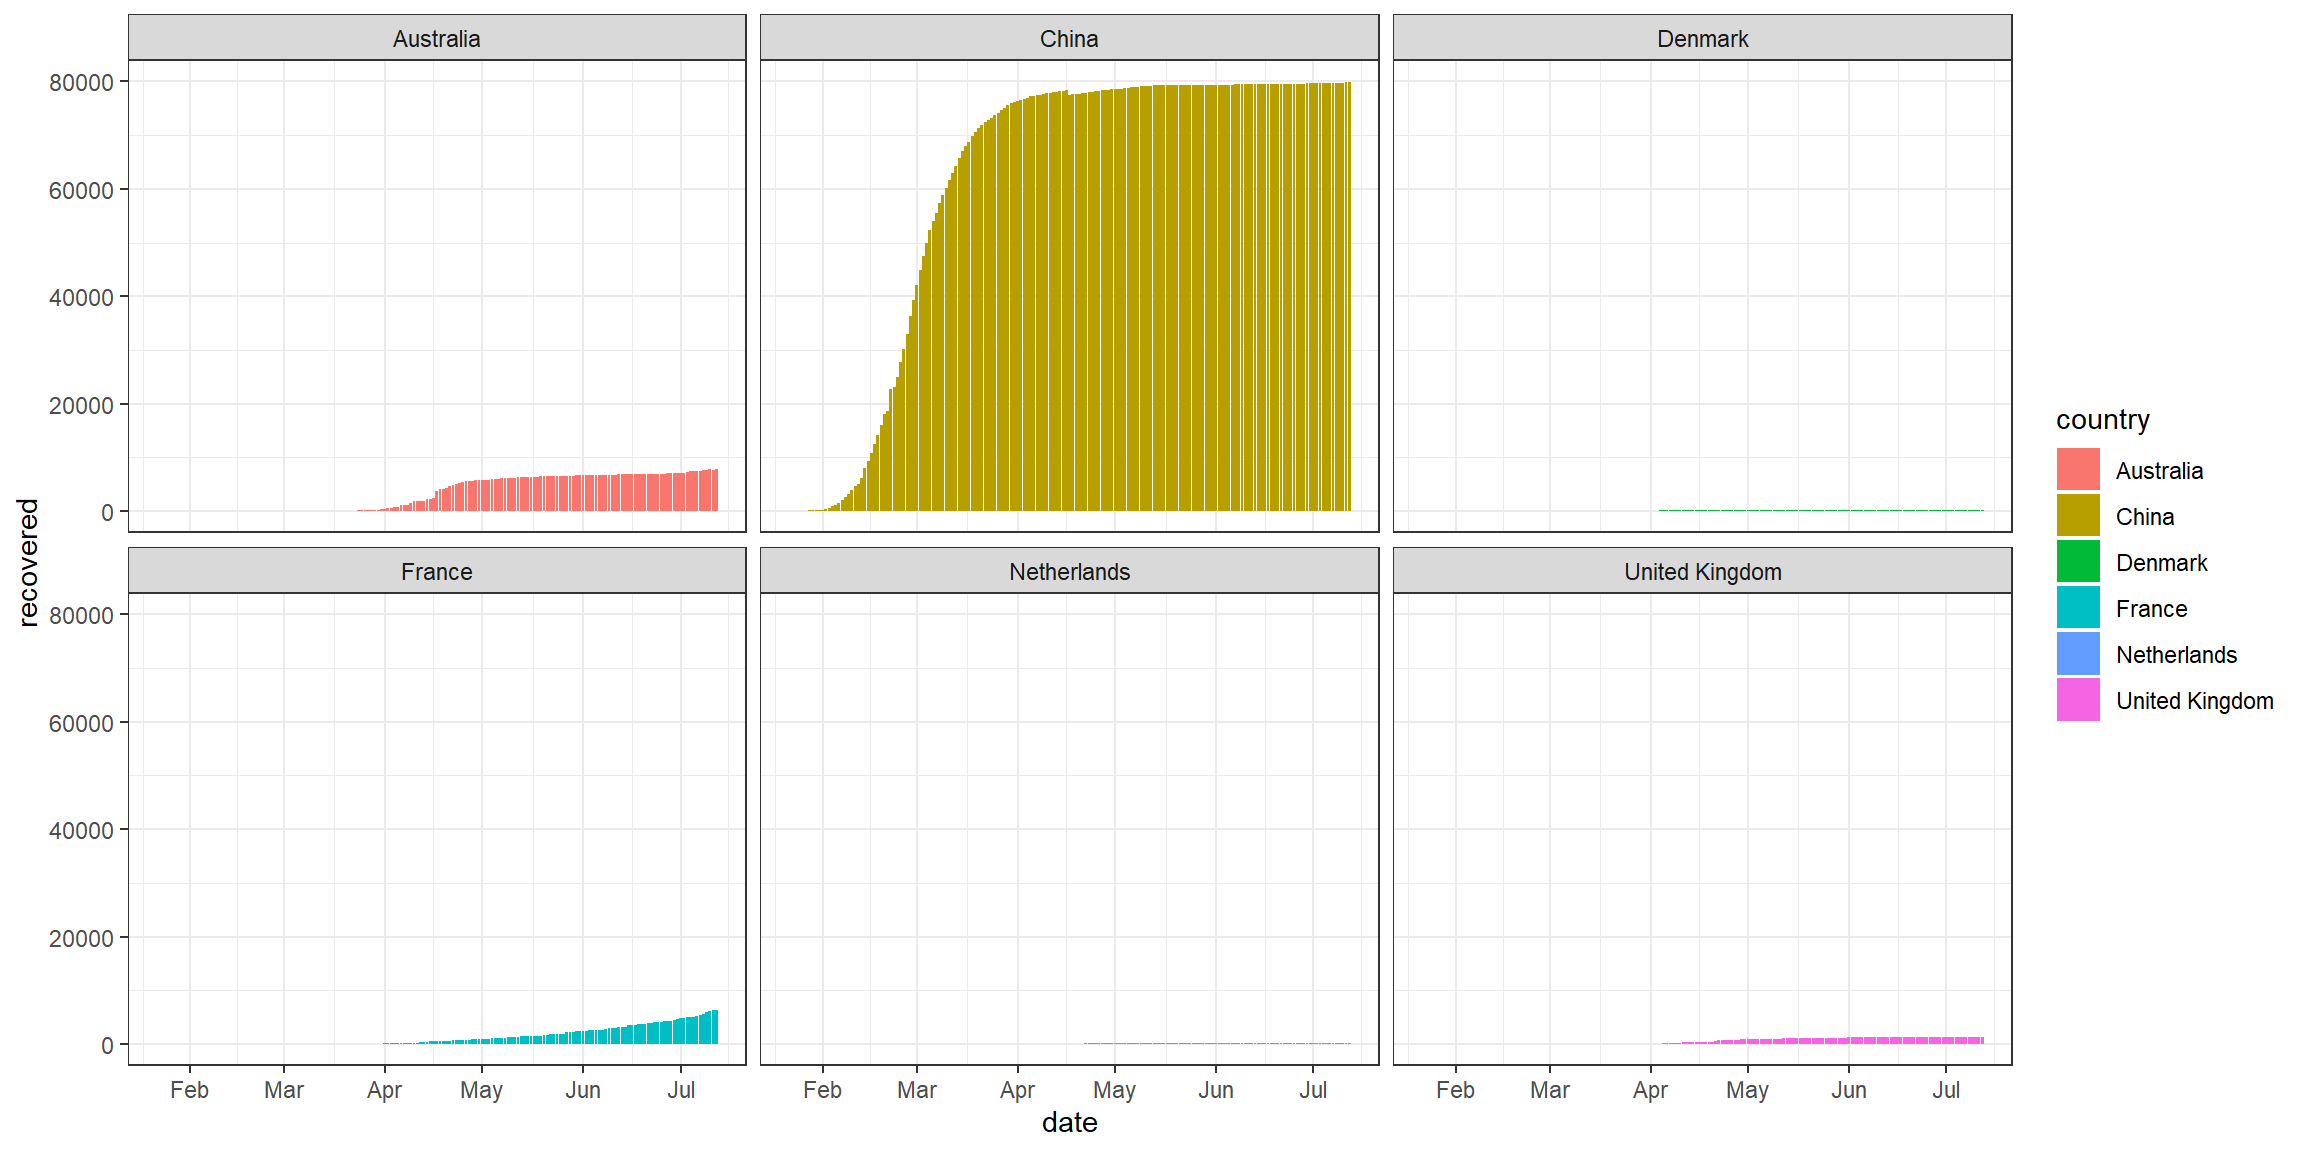 Australia
China
Denmark
80000
60000
40000
20000
0
France
Netherlands
United Kingdom
80000
60000
40000
20000
0
Feb Mar Apr May Jun Jul
Feb Mar Apr May Jun Jul
Feb Mar Apr May Jun Jul
date
recovered
country
Australia
China
Denmark
France
Netherlands
United Kingdom